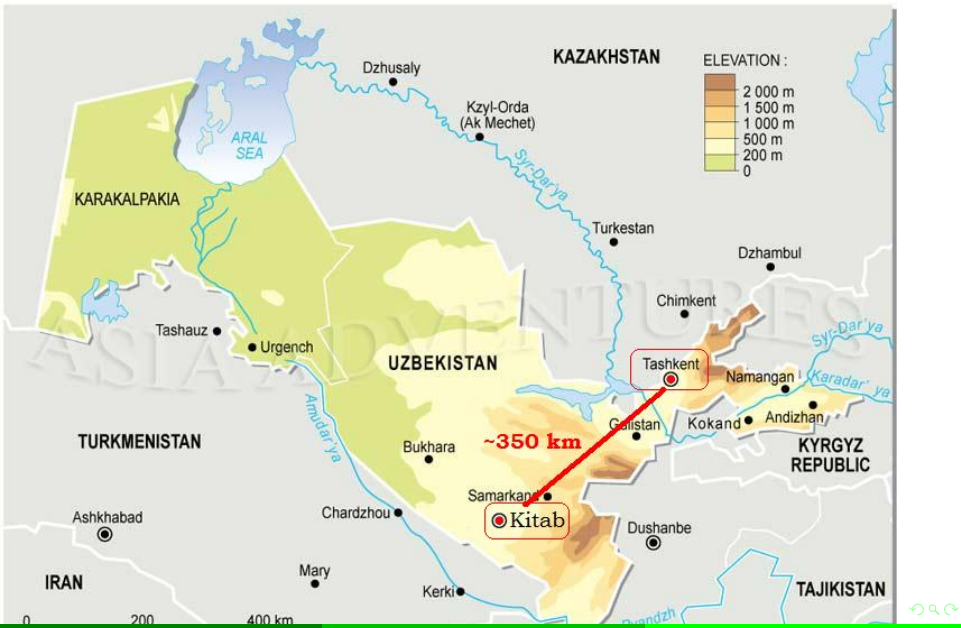 KAZAKHSTAN
ELEVATION :
2 000 m
1 500 m
1 000 m
500 m
200 m
0
Dzhusaly
Kzyl-Orda
(Ak Mechet)
ARAL
SEA
Syr-Dar'ya
KARAKALPAKIA
Turkestan
Dzhambul
Chimkent
ASIA ADVENTURES
Tashauz
Urgench
Syr-Dar'ya
UZBEKISTAN
Tashkent
Namangan
Karadar' ya
Amudar'ya
Gulistan
Kokand
Andizhan
TURKMENISTAN
Bukhara
~350 km
KYRGYZ
REPUBLIC
Samarkand
Chardzhou
Kitab
Ashkhabad
Dushanbe
Mary
IRAN
Kerki
TAJIKISTAN
Pyandzh
0 200 400 km